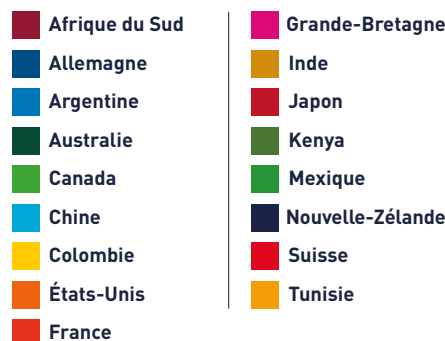 Afrique du Sud
Allemagne
Argentine
Australie
Canada
Chine
Colombie
États-Unis
France
Grande-Bretagne
Inde
Japon
Kenya
Mexique
Nouvelle-Zélande
Suisse
Tunisie